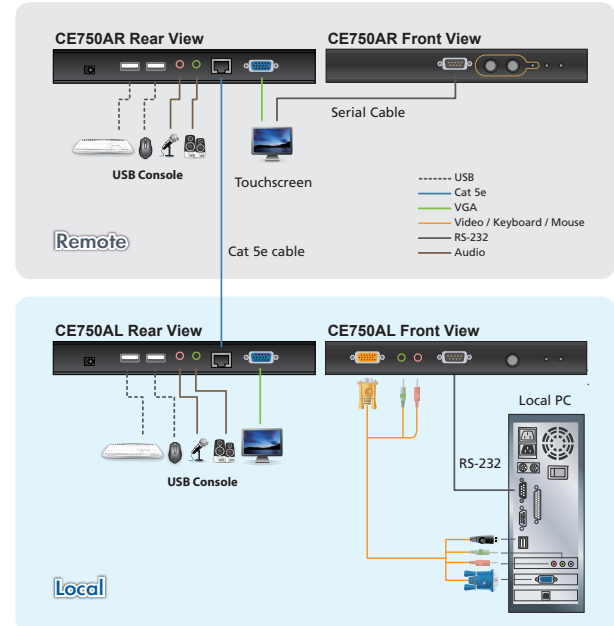 CE750AR Rear View
CE750AR Front View
Serial Cable
USB Console
Touchscreen
USB
Cat 5e
VGA
Video / Keyboard / Mouse
RS-232
Audio
Remote
Cat 5e cable
CE750AL Rear View
CE750AL Front View
Local PC
RS-232
USB Console
Local